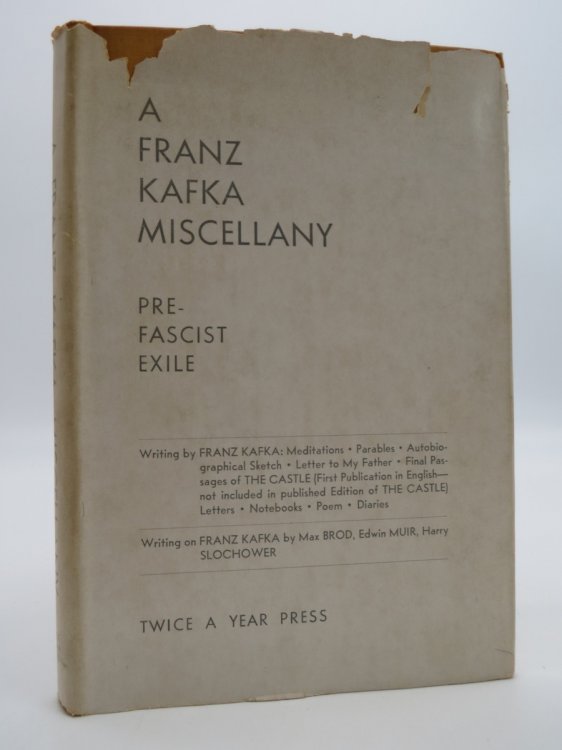 A
FRANZ
KAFKA
MISCELLANY
PRE-
FASCIST
EXILE
Writing by FRANZ KAFKA: Meditations • Parables • Autobio-
graphical Sketch • Letter to My Father • Final Pas-
sages of THE CASTLE (First Publication in English—
not included in published Edition of THE CASTLE)
Letters • Notebooks • Poem • Diaries
Writing on FRANZ KAFKA by Max BROD, Edwin MUIR, Harry
SLOCHOWER
TWICE A YEAR PRESS